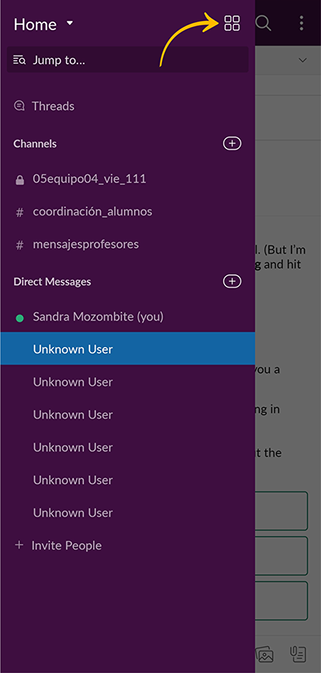 Home
Jump to...
Threads
Channels
05equipo04_vie_111
# coordinación_alumnos
# mensajesprofesores
l. (But I'm
g and hit
Direct Messages
Sandra Mozombite (you)
Unknown User
you a
Unknown User
ng in
Unknown User
Unknown User
t the
Unknown User
Unknown User
+ Invite People